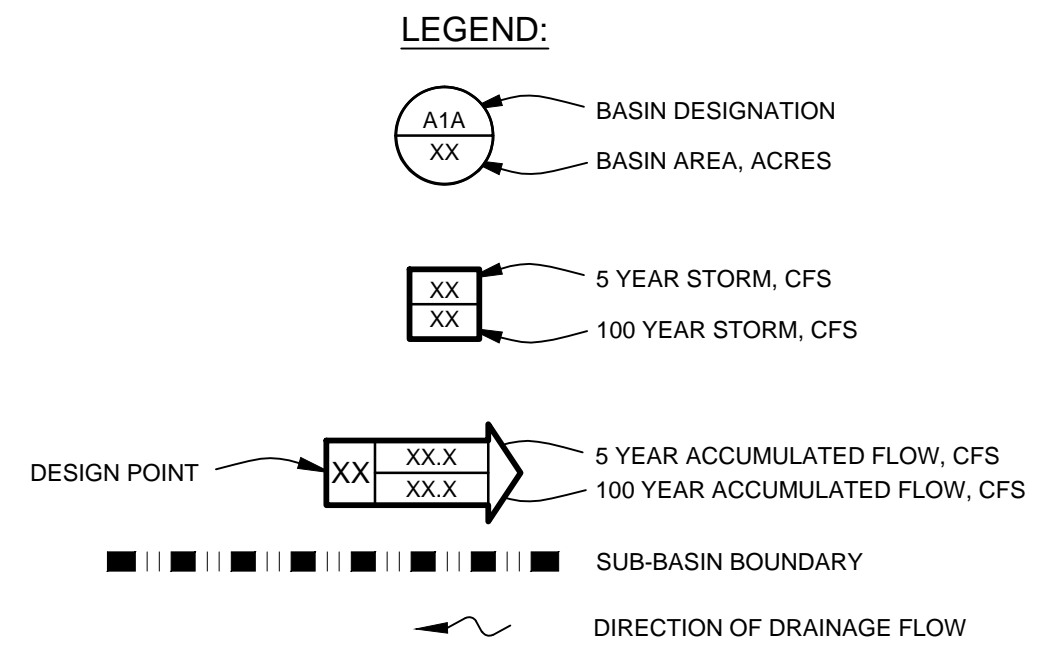 LEGEND:
A1A
XX
BASIN DESIGNATION
BASIN AREA, ACRES
XX
XX
5 YEAR STORM, CFS
100 YEAR STORM, CFS
DESIGN POINT
XX
XX.X
XX.X
5 YEAR ACCUMULATED FLOW, CFS
100 YEAR ACCUMULATED FLOW, CFS
SUB-BASIN BOUNDARY
DIRECTION OF DRAINAGE FLOW